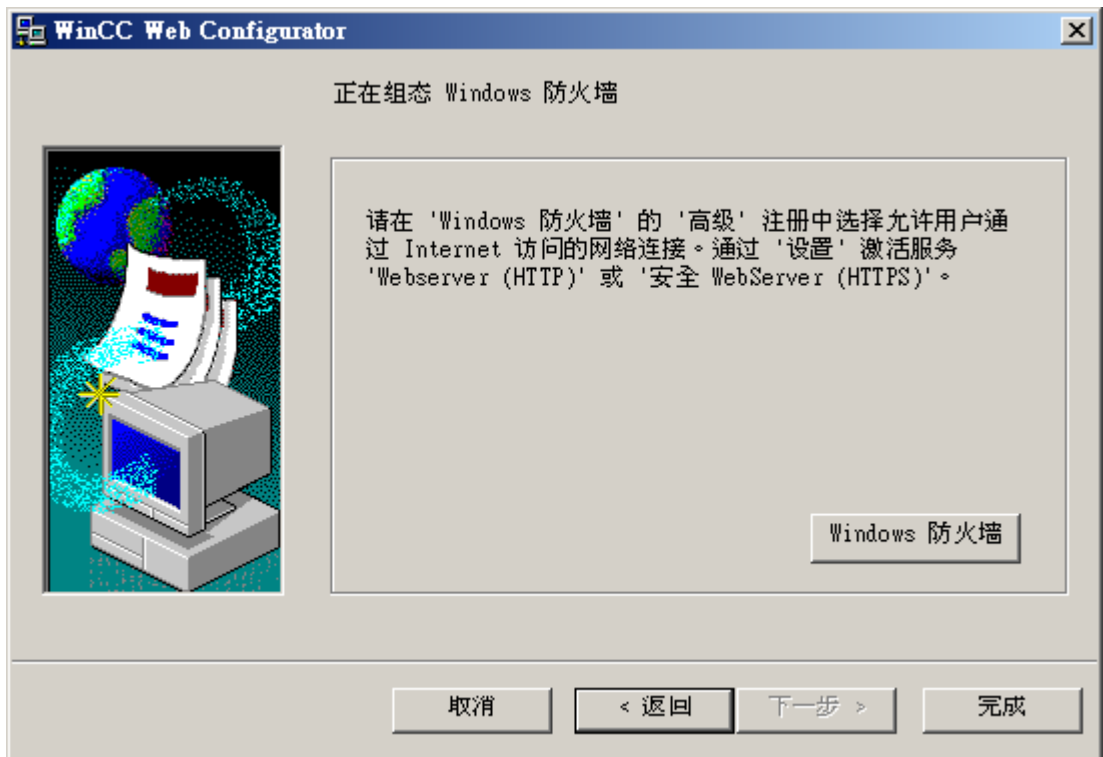 WinCC Web Configurator
正在组态 Windows 防火墙
请在 'Windows 防火墙' 的 '高级' 注册中选择允许用户通
过 Internet 访问的网络连接。通过 '设置' 激活服务
'Webserver (HTTP)' 或 '安全 WebServer (HTTPS)'。
Windows 防火墙
取消
< 返回
下一步 >
完成